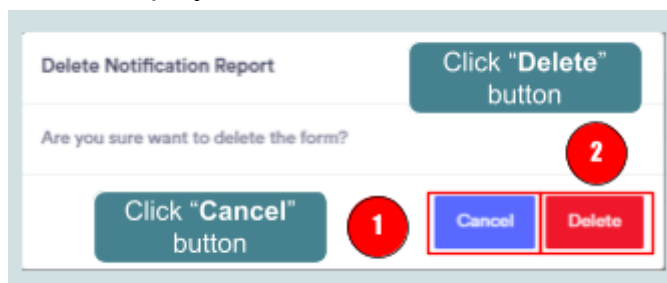 Delete Notification Report
Click “Delete”
button
Are you sure want to delete the form?
2
Click “Cancel”
button
1
Cancel
Delete